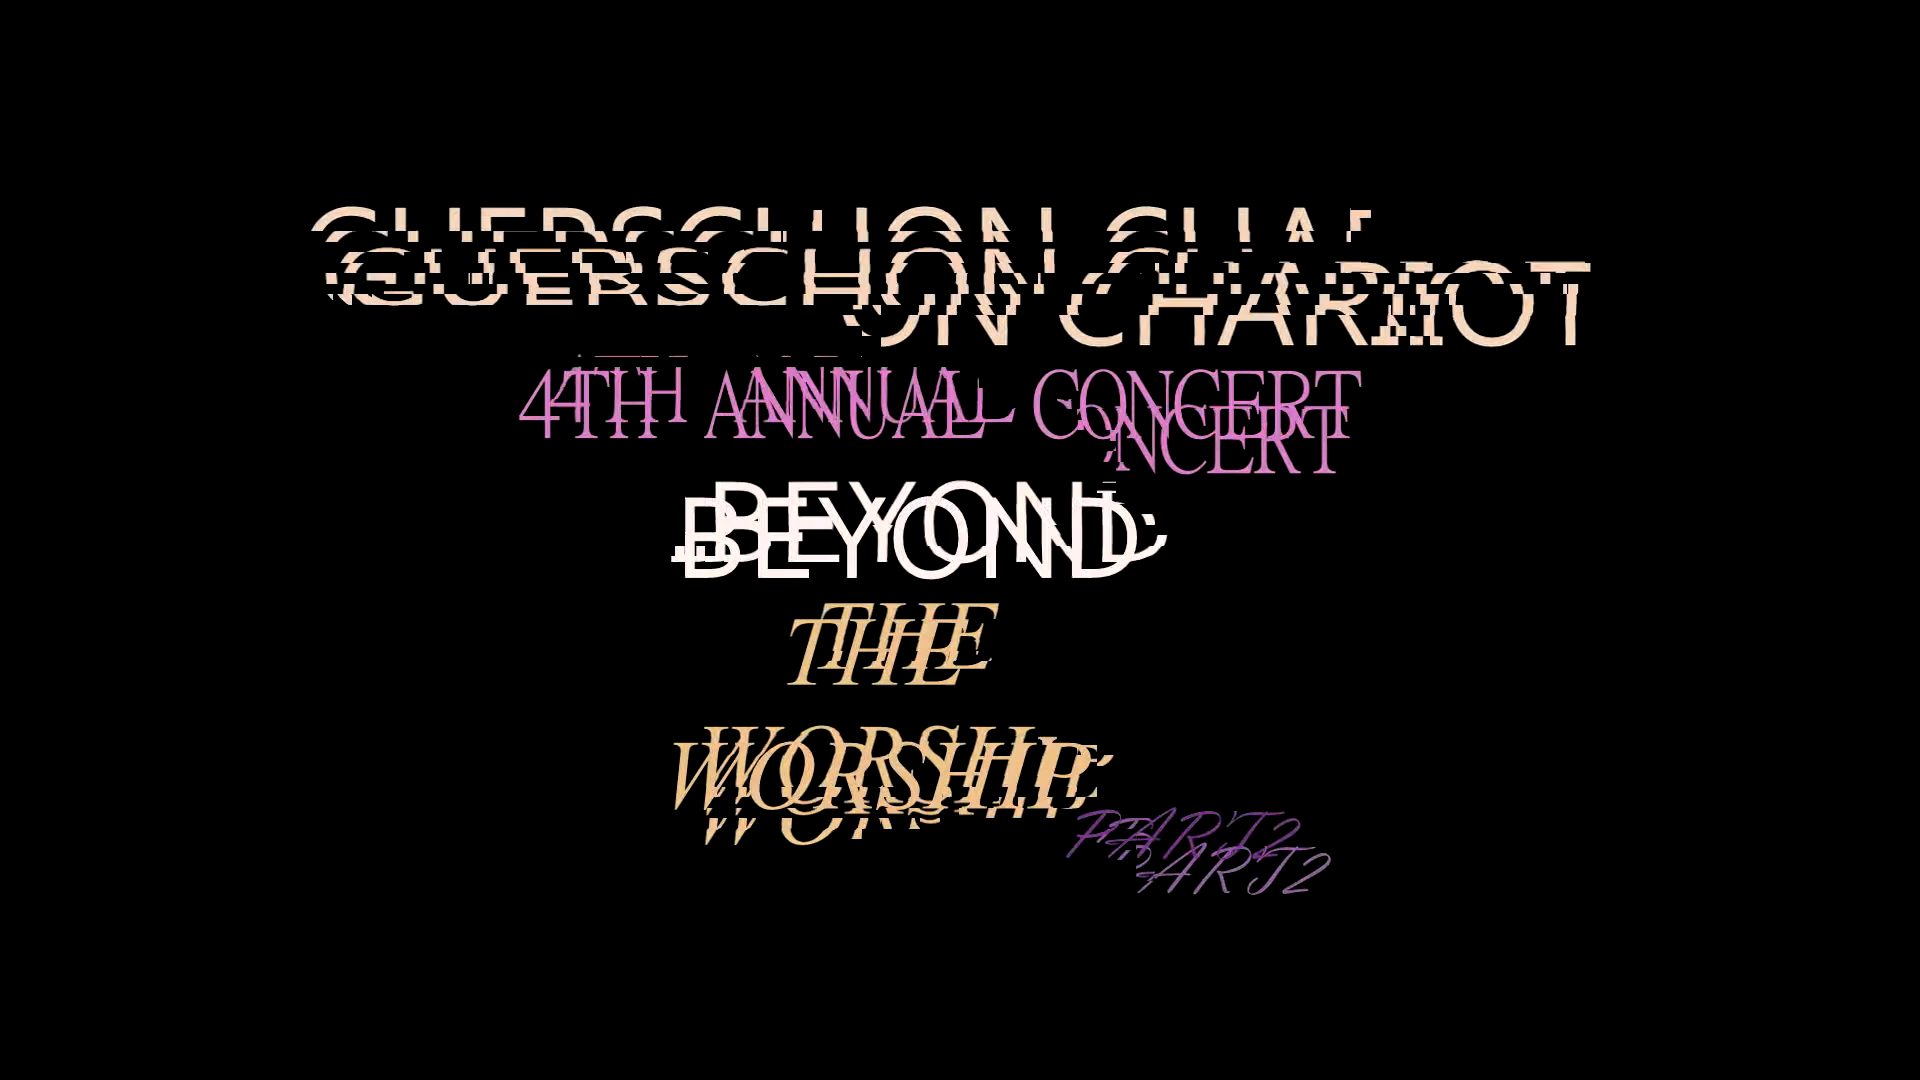 GUERSCHON CHARIOT
4TH ANNUAL CONCERT
BEYOND
THE
WORSHIP
PART2